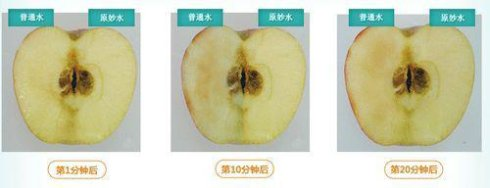 普通水 原妙水
普通水 原妙水
普通水 原妙水
第1分钟后
第10分钟后
第20分钟后